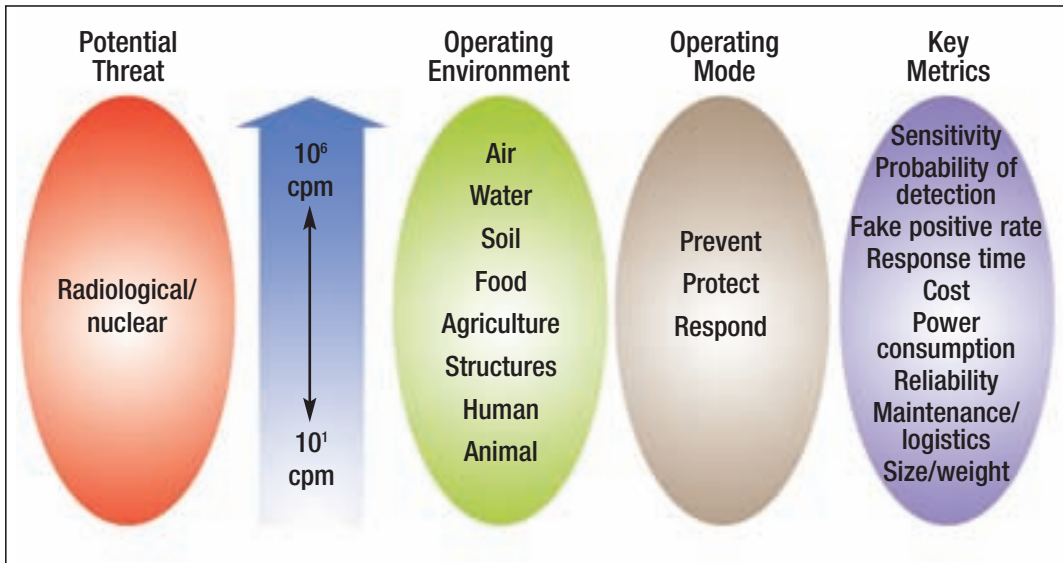 Potential
Threat
Radiological/
nuclear
10⁶
cpm
10¹
cpm
Operating
Environment
Air
Water
Soil
Food
Agriculture
Structures
Human
Animal
Operating
Mode
Prevent
Protect
Respond
Key
Metrics
Sensitivity
Probability of
detection
Fake positive rate
Response time
Cost
Power
consumption
Reliability
Maintenance/
logistics
Size/weight